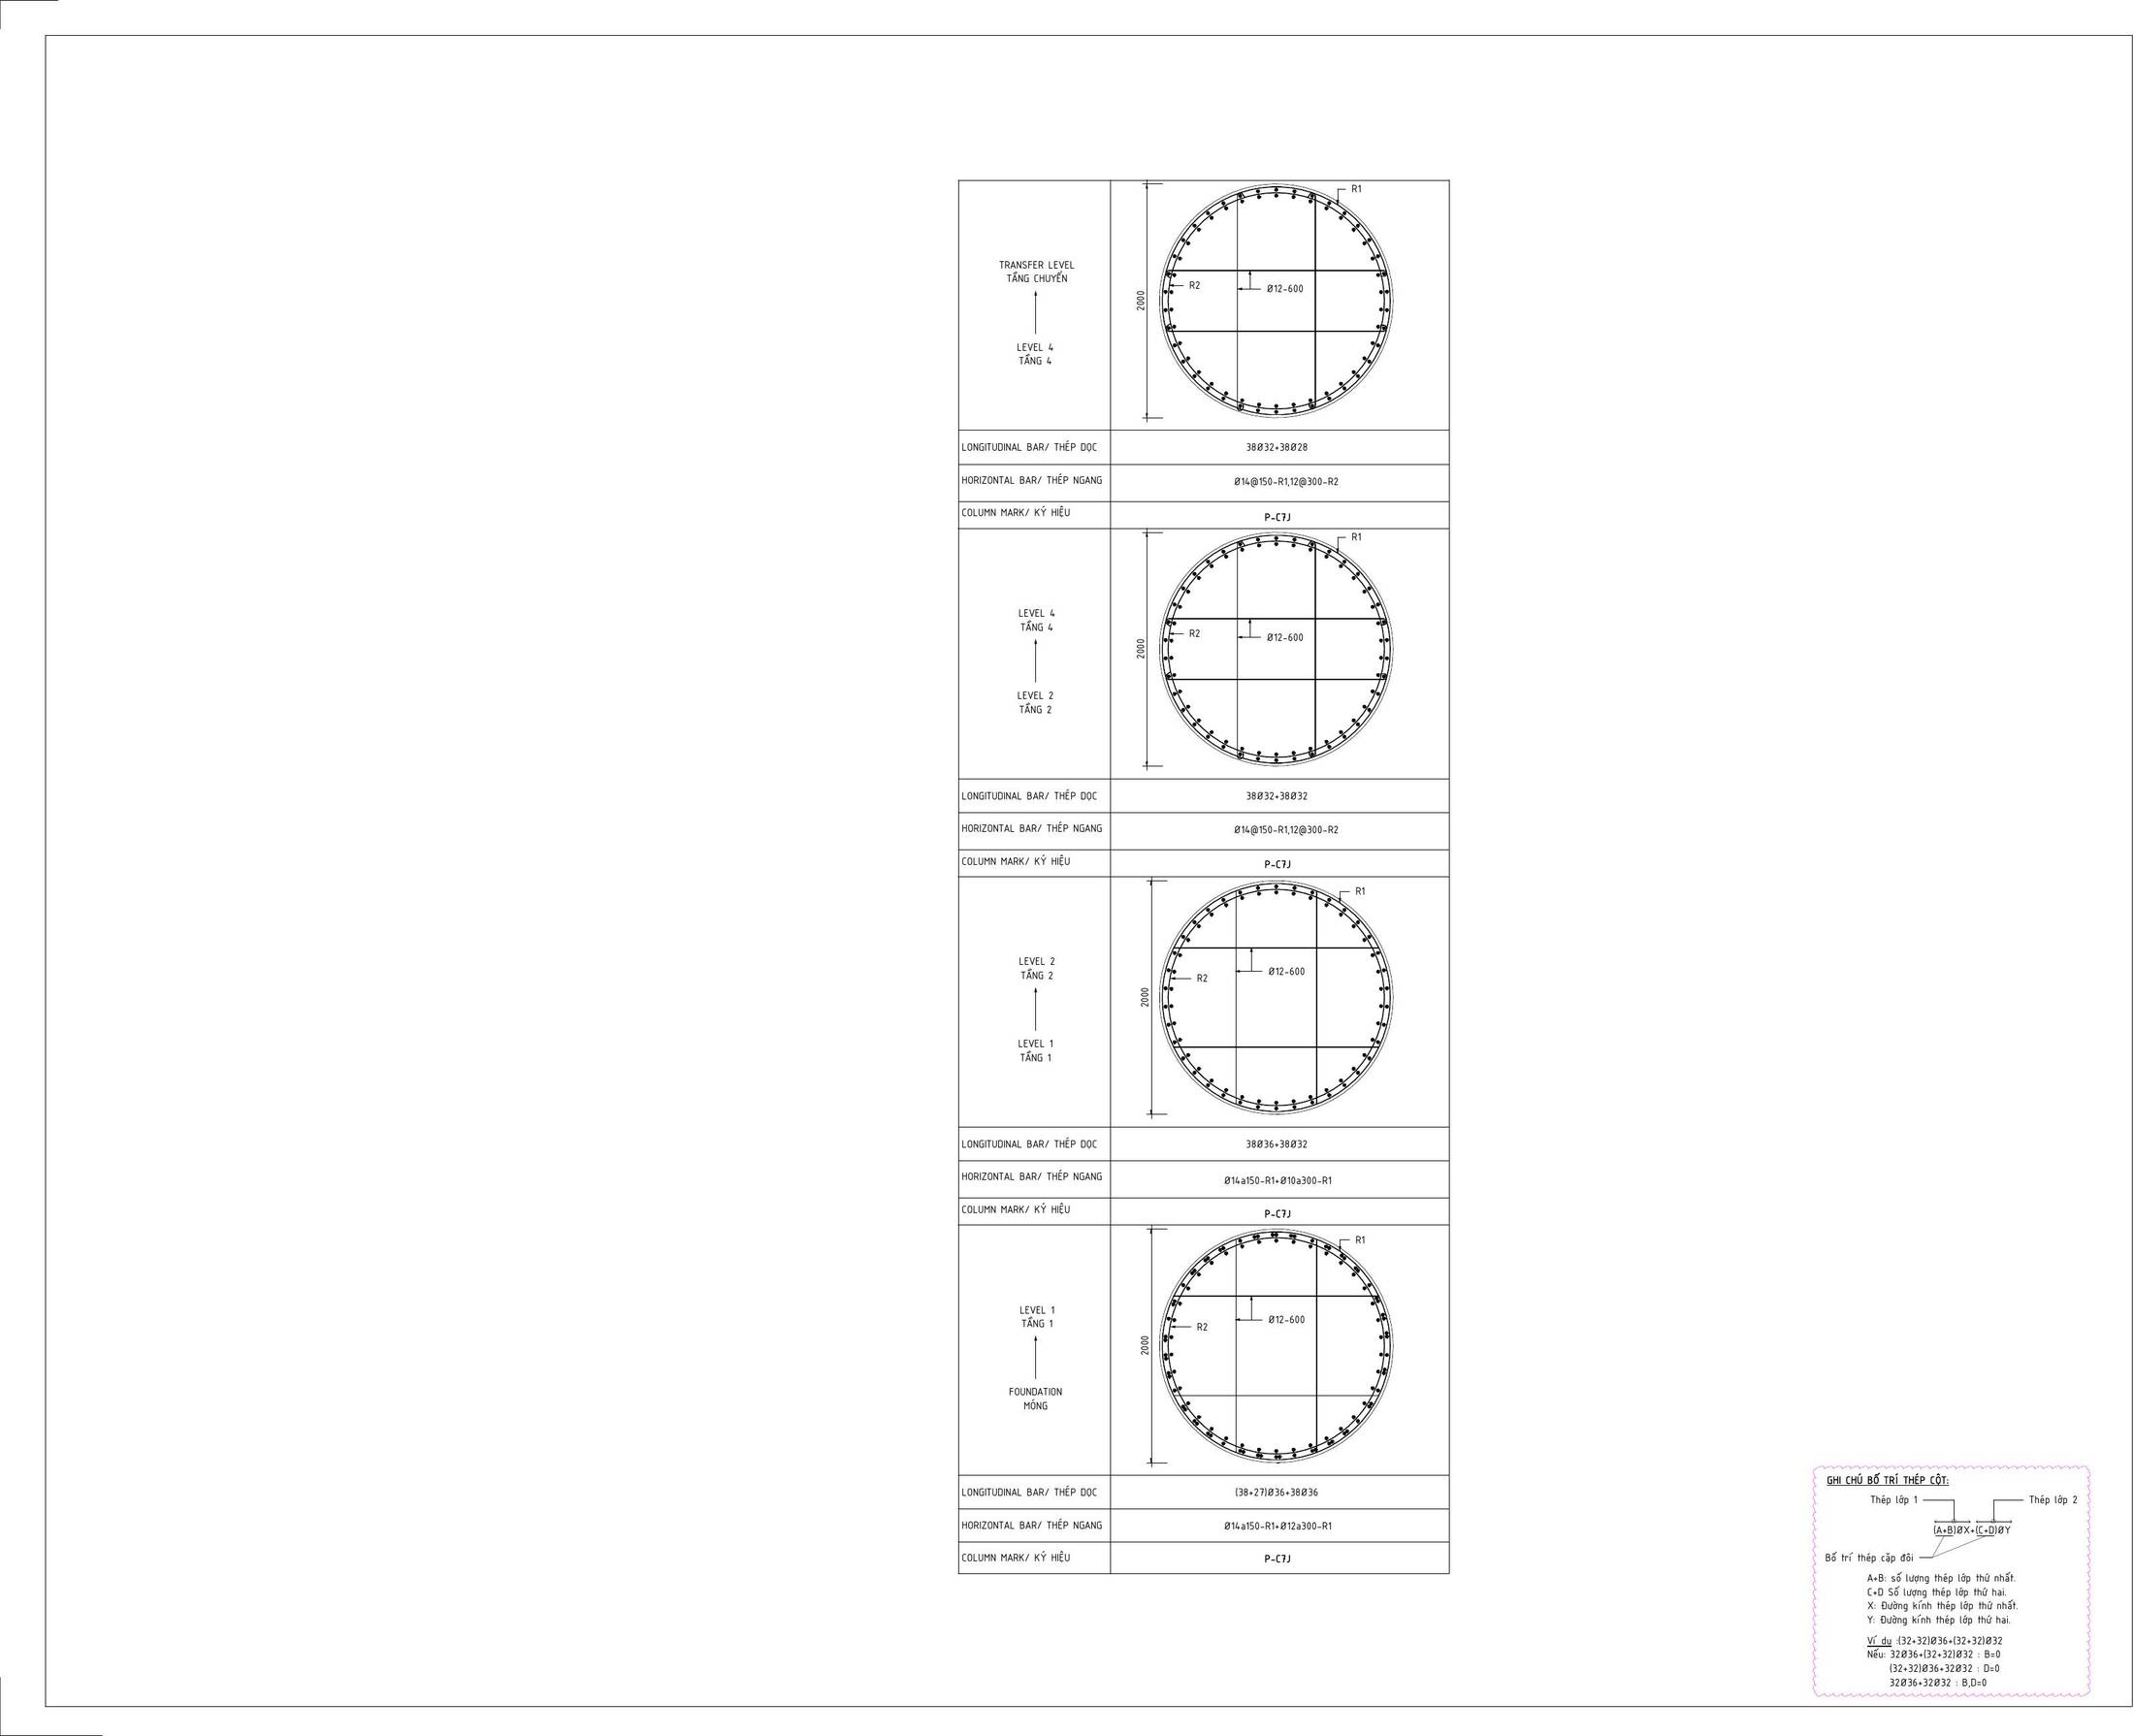 R1
TRANSFER LEVEL
TẦNG CHUYỂN
R2
Ø12-600
2000
LEVEL 4
TẦNG 4
LONGITUDINAL BAR/ THÉP DỌC 38Ø32+38Ø28
HORIZONTAL BAR/ THÉP NGANG Ø14@150-R1,12@300-R2
COLUMN MARK/ KÝ HIỆU P-C7J
R1
LEVEL 4
TẦNG 4
R2
Ø12-600
2000
LEVEL 2
TẦNG 2
LONGITUDINAL BAR/ THÉP DỌC 38Ø32+38Ø32
HORIZONTAL BAR/ THÉP NGANG Ø14@150-R1,12@300-R2
COLUMN MARK/ KÝ HIỆU P-C7J
R1
LEVEL 2
TẦNG 2
R2
Ø12-600
2000
LEVEL 1
TẦNG 1
LONGITUDINAL BAR/ THÉP DỌC 38Ø36+38Ø32
HORIZONTAL BAR/ THÉP NGANG Ø14a150-R1+Ø10a300-R1
COLUMN MARK/ KÝ HIỆU P-C7J
R1
LEVEL 1
TẦNG 1
R2
Ø12-600
2000
FOUNDATION
MÓNG
LONGITUDINAL BAR/ THÉP DỌC (38+27)Ø36+38Ø36
HORIZONTAL BAR/ THÉP NGANG Ø14a150-R1+Ø12a300-R1
COLUMN MARK/ KÝ HIỆU P-C7J
GHI CHÚ BỐ TRÍ THÉP CỘT:
Thép lớp 1 Thép lớp 2
(A+B)ØX+(C+D)ØY
Bố trí thép cặp đôi
A+B: số lượng thép lớp thứ nhất.
C+D Số lượng thép lớp thứ hai.
X: Đường kính thép lớp thứ nhất.
Y: Đường kính thép lớp thứ hai.
Ví dụ :(32+32)Ø36+(32+32)Ø32
Nếu: 32Ø36+(32+32)Ø32 : B=0
(32+32)Ø36+32Ø32 : D=0
32Ø36+32Ø32 : B,D=0